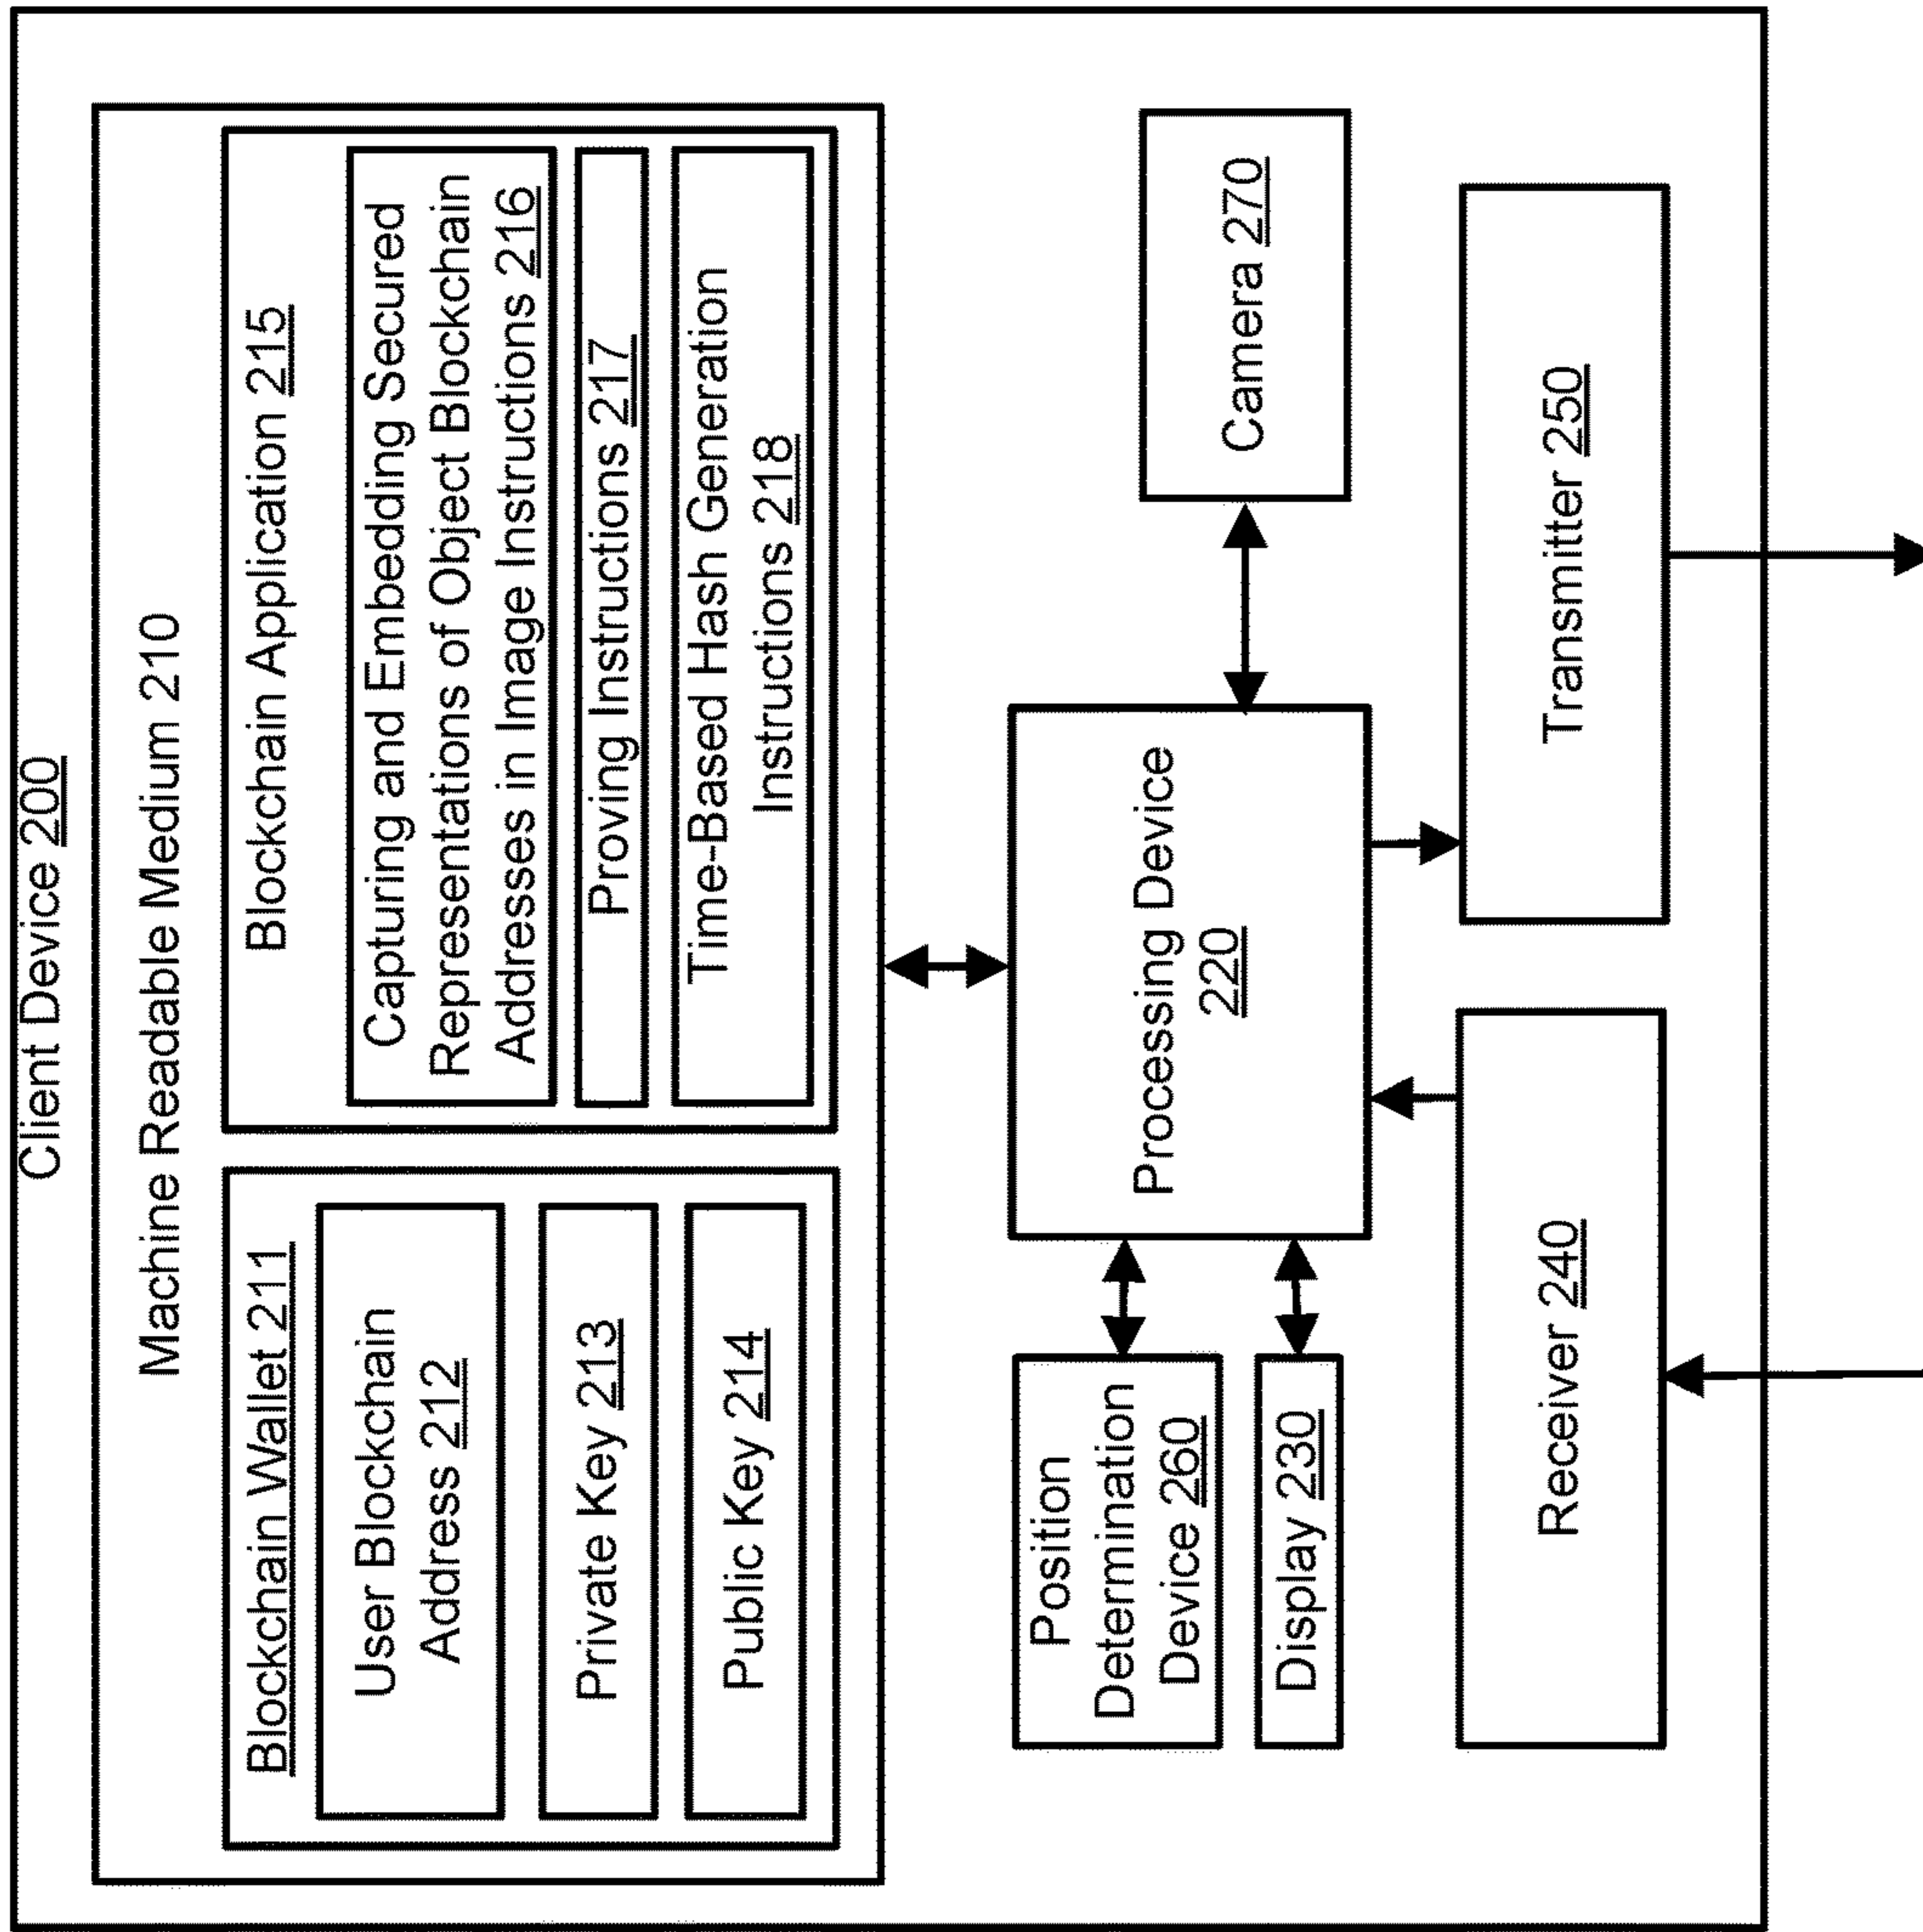 Client Device 200
Machine Readable Medium 210
Blockchain Wallet 211
User Blockchain
Address 212
Private Key 213
Public Key 214
Blockchain Application 215
Capturing and Embedding Secured
Representations of Object Blockchain
Addresses in Image Instructions 216
Proving Instructions 217
Time-Based Hash Generation
Instructions 218
Position
Determination
Device 260
Display 230
Processing Device
220
Camera 270
Receiver 240
Transmitter 250